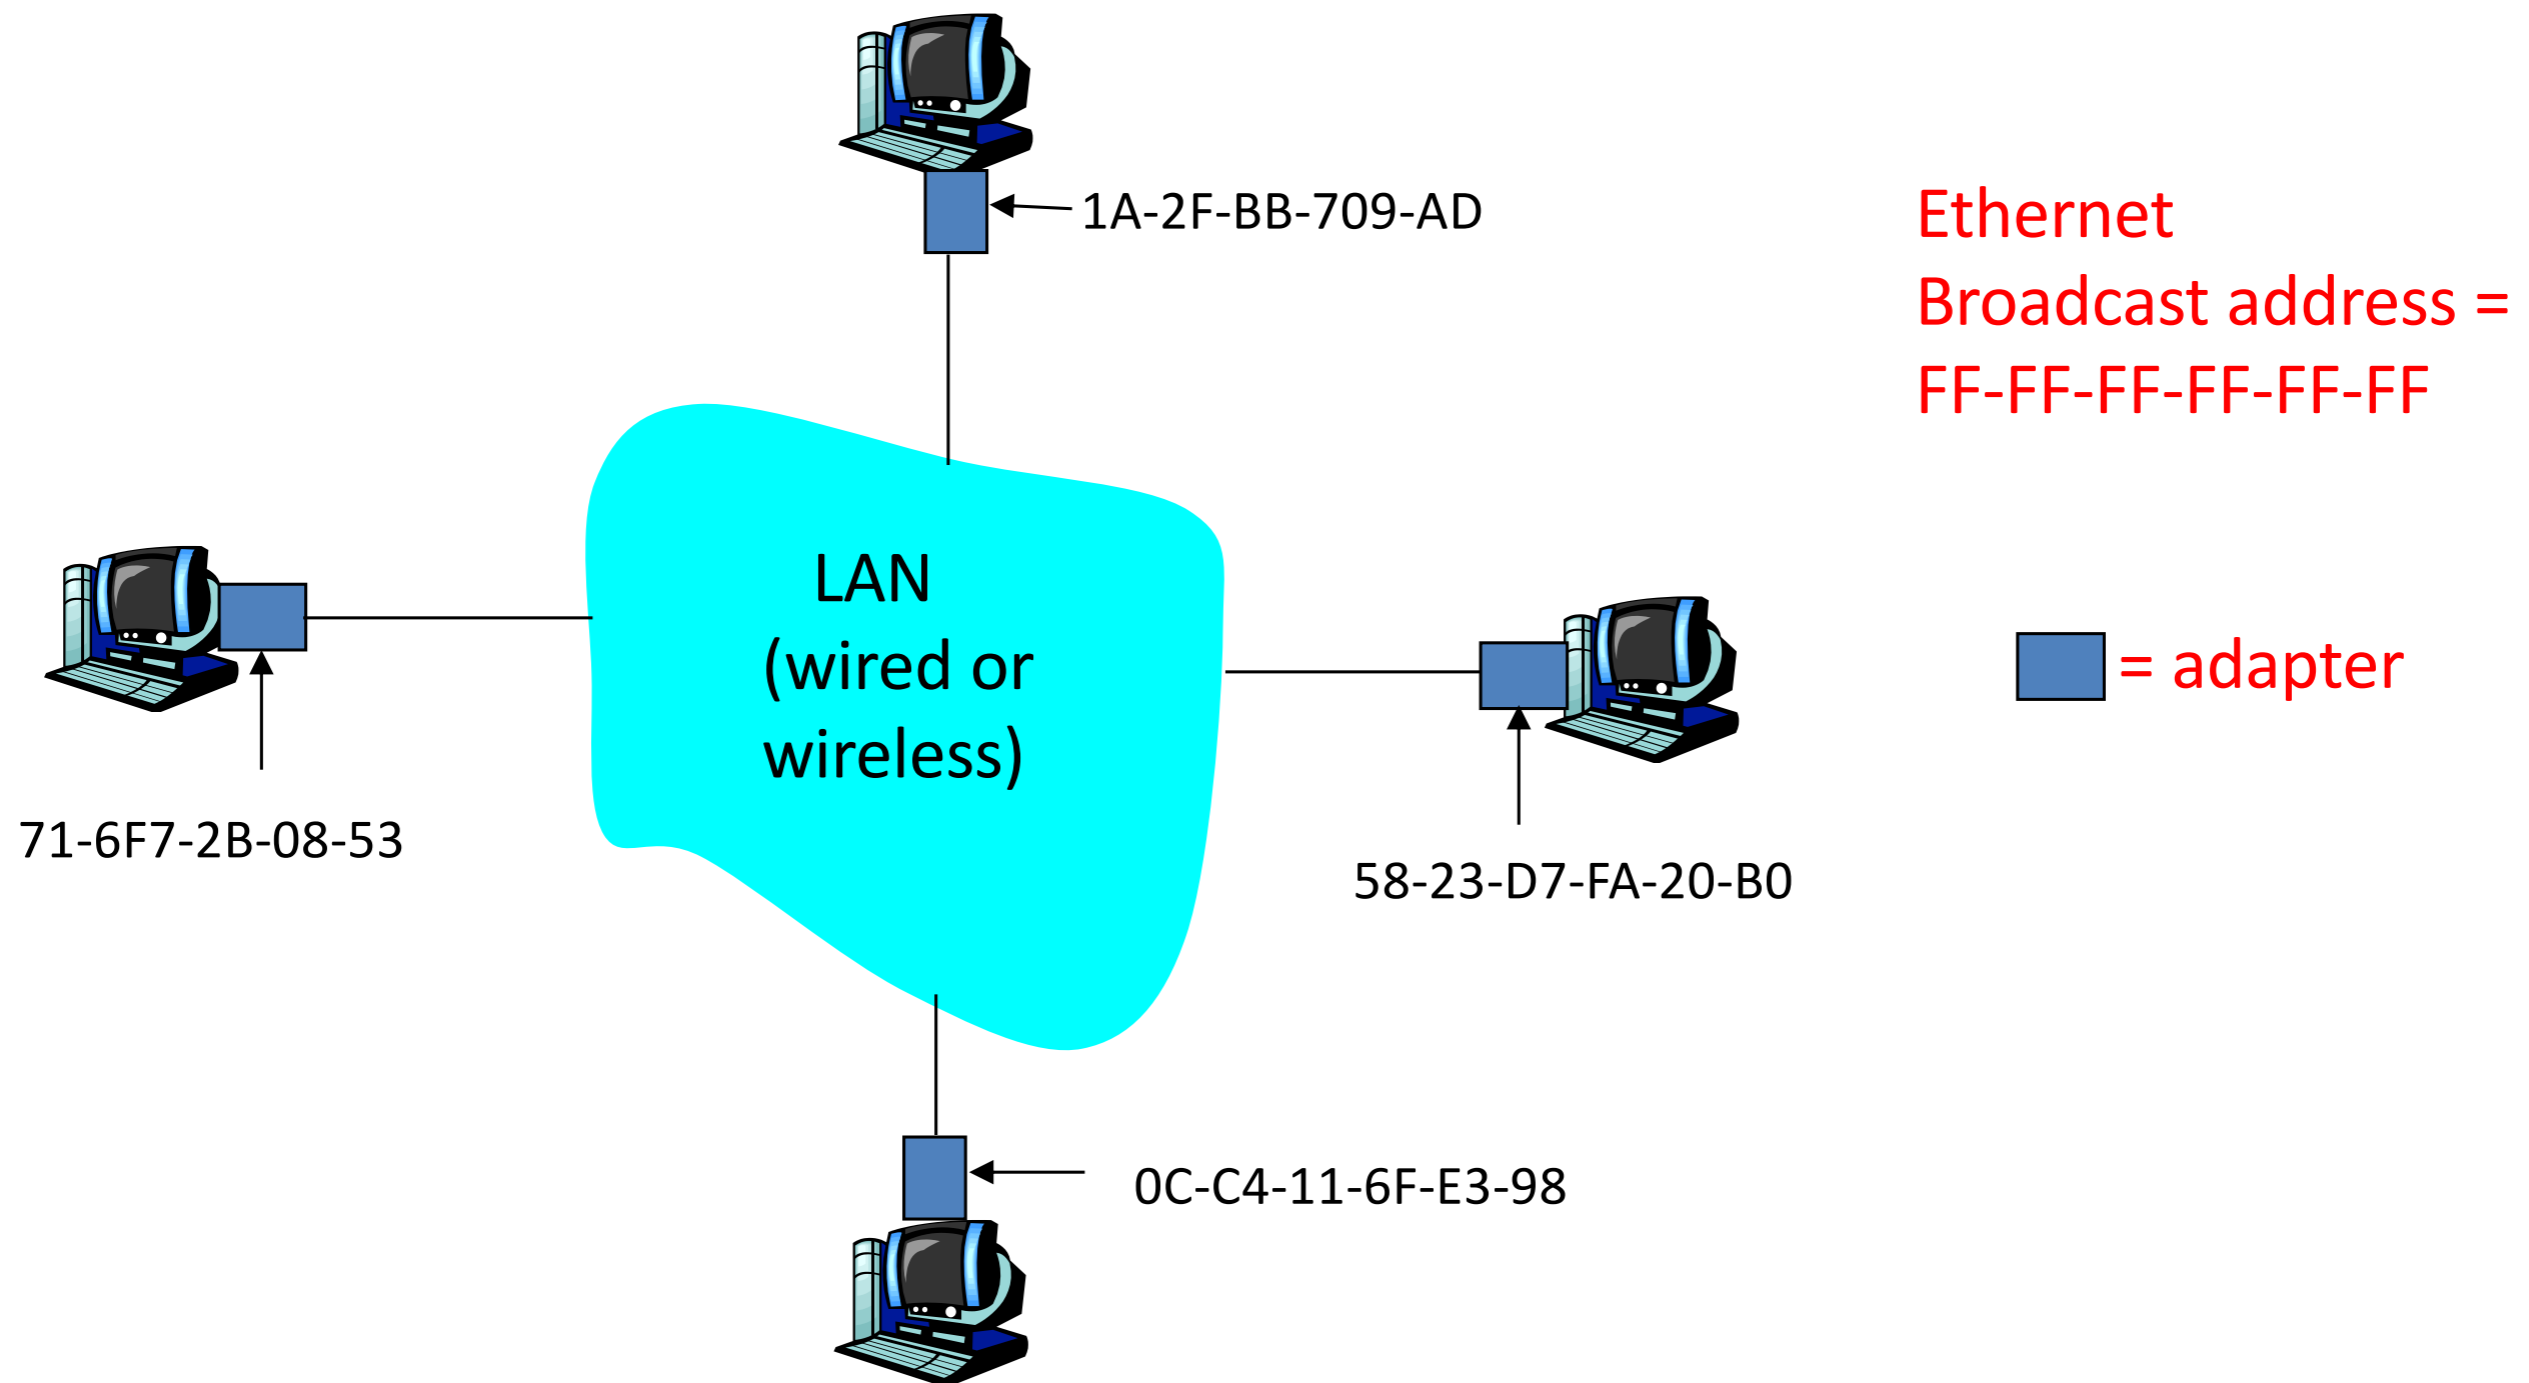 1A-2F-BB-709-AD
Ethernet
Broadcast address =
FF-FF-FF-FF-FF-FF
LAN
(wired or
wireless)
= adapter
71-6F7-2B-08-53
58-23-D7-FA-20-B0
0C-C4-11-6F-E3-98